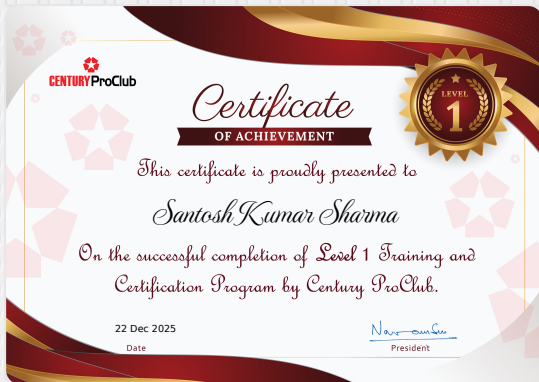 CENTURY ProClub
LEVEL
1
Certificate
OF ACHIEVEMENT
This certificate is proudly presented to
Santosh Kumar Sharma
On the successful completion of Level 1 Training and
Certification Program by Century ProClub.
22 Dec 2025
Date
President